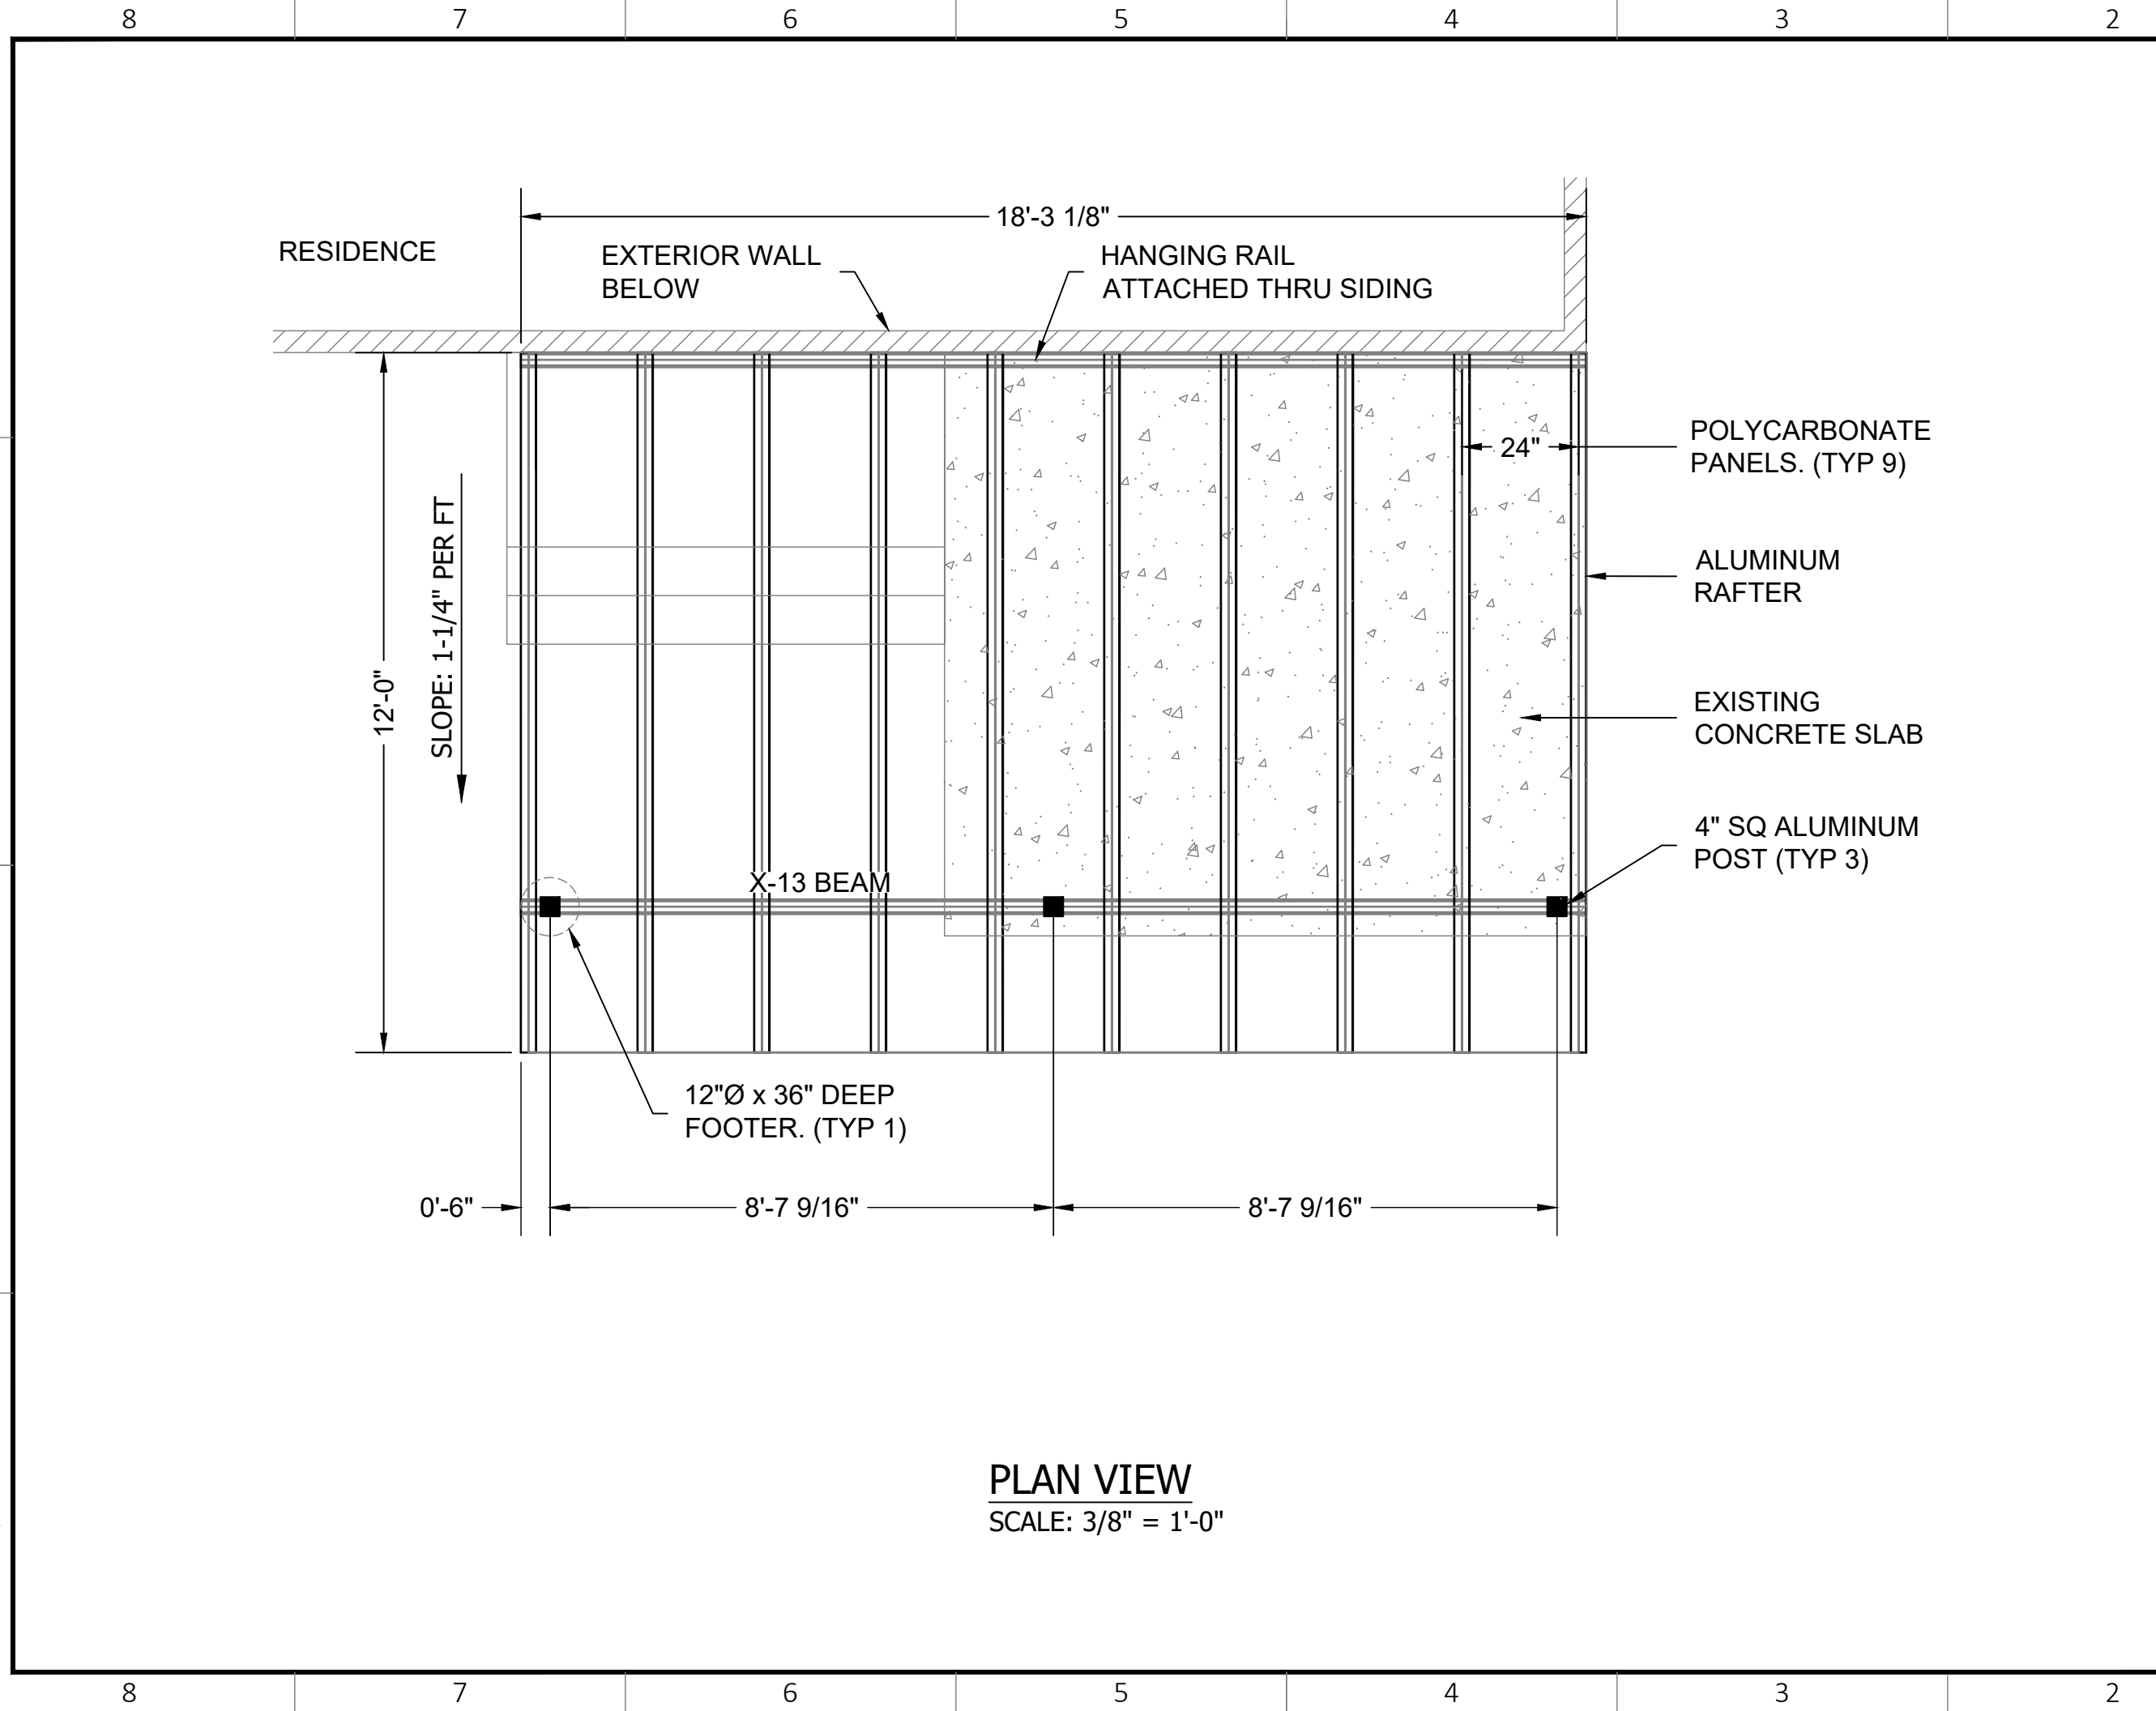 8 7 6 5 4 3 2
18'-3 1/8"
RESIDENCE
EXTERIOR WALL
BELOW
HANGING RAIL
ATTACHED THRU SIDING
24"
POLYCARBONATE
PANELS. (TYP 9)
SLOPE: 1-1/4" PER FT
12'-0"
ALUMINUM
RAFTER
EXISTING
CONCRETE SLAB
4" SQ ALUMINUM
POST (TYP 3)
X-13 BEAM
12"Ø x 36" DEEP
FOOTER. (TYP 1)
0'-6"
8'-7 9/16"
8'-7 9/16"
PLAN VIEW
SCALE: 3/8" = 1'-0"
8 7 6 5 4 3 2